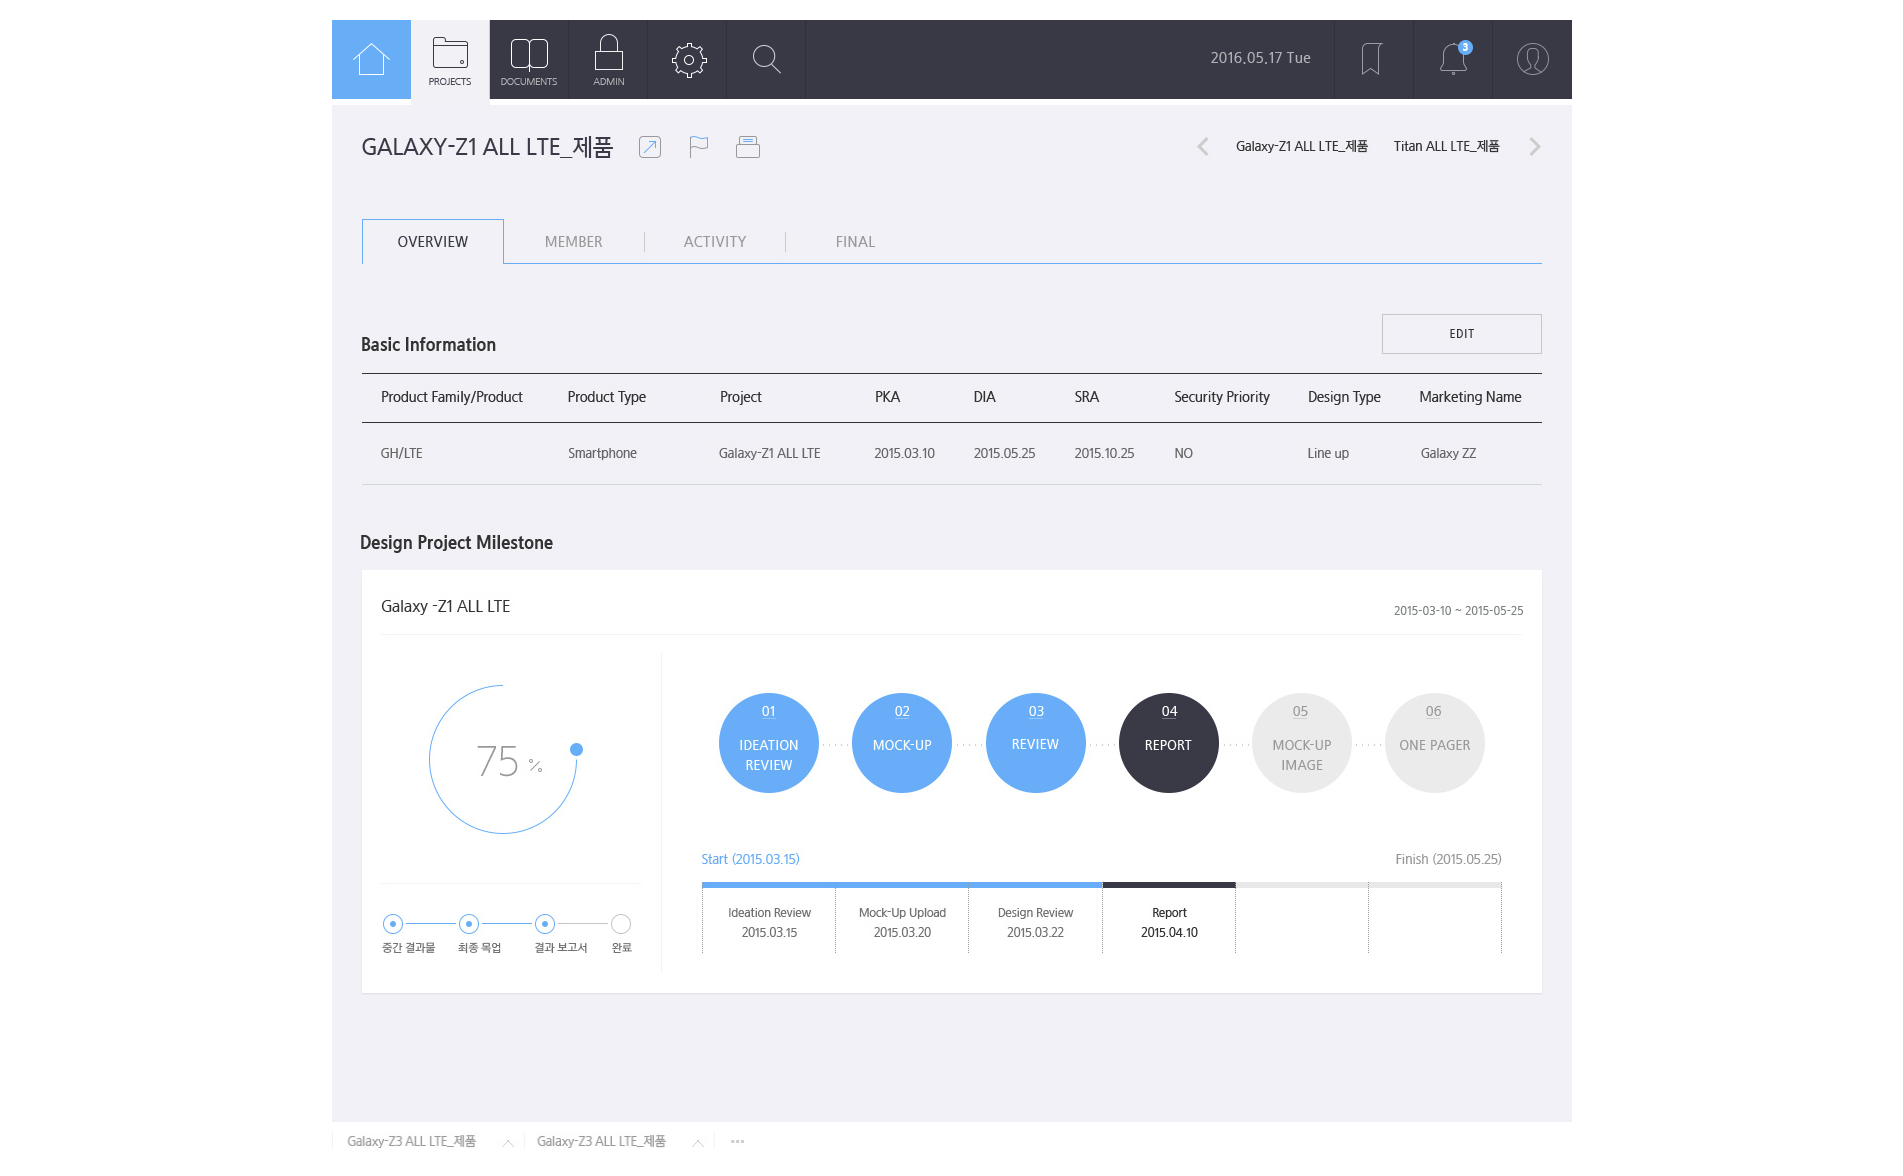 PROJECTS
DOCUMENTS
ADMIN
2016.05.17 Tue
3
GALAXY-Z1 ALL LTE_제품
Galaxy-Z1 ALL LTE_제품
Titan ALL LTE_제품
OVERVIEW
MEMBER
ACTIVITY
FINAL
Basic Information
EDIT
Product Family/Product
Product Type
Project
PKA
DIA
SRA
Security Priority
Design Type
Marketing Name
GH/LTE
Smartphone
Galaxy-Z1 ALL LTE
2015.03.10
2015.05.25
2015.10.25
NO
Line up
Galaxy ZZ
Design Project Milestone
Galaxy -Z1 ALL LTE
2015-03-10 ~ 2015-05-25
75 %
중간 결과물
최종 목업
결과 보고서
완료
01
IDEATION
REVIEW
02
MOCK-UP
03
REVIEW
04
REPORT
05
MOCK-UP
IMAGE
06
ONE PAGER
Start (2015.03.15)
Finish (2015.05.25)
Ideation Review
2015.03.15
Mock-Up Upload
2015.03.20
Design Review
2015.03.22
Report
2015.04.10
Galaxy-Z3 ALL LTE_제품
Galaxy-Z3 ALL LTE_제품